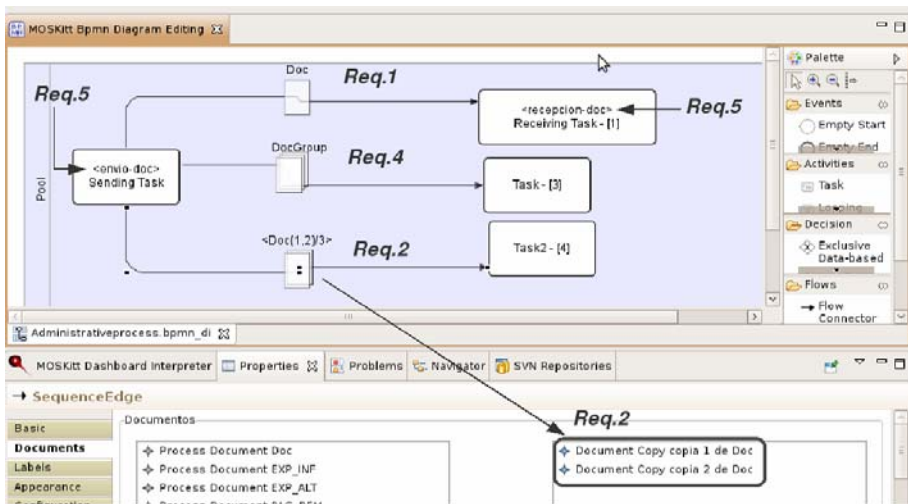 MOSKitt Bpmn Diagram Editing
Palette
Doc
Req.1
Req.5
<recepcion-doc>
Receiving Task - [1]
Req.5
Events
Empty Start
Empty End
DocGroup
Req.4
<envio-doc>
Sending Task
Pool
Task - [3]
Activities
Task
Looping
<Doc(1,2)/3>
Req.2
Task2 - [4]
Decision
Exclusive
Data-based
Flows
Flow
Connector
Administrativeprocess.bpmn_di
MOSKitt Dashboard Interpreter Properties Problems Navigator SVN Repositories
SequenceEdge
Req.2
Basic
Documents
Labels
Appearance
Documentos
Process Document Doc
Process Document EXP_INF
Process Document EXP_ALT
Document Copy copia 1 de Doc
Document Copy copia 2 de Doc